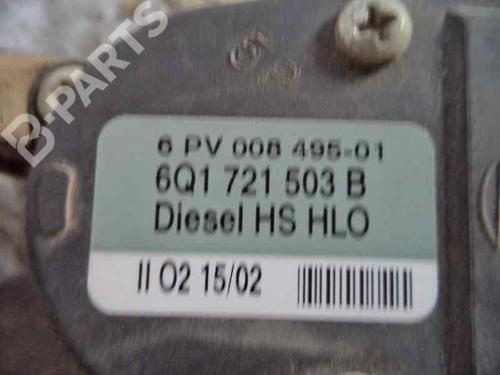 B-PARTS
6 PV 008 495-01
6Q1 721 503 B
Diesel HS HLO
II O2 15/02